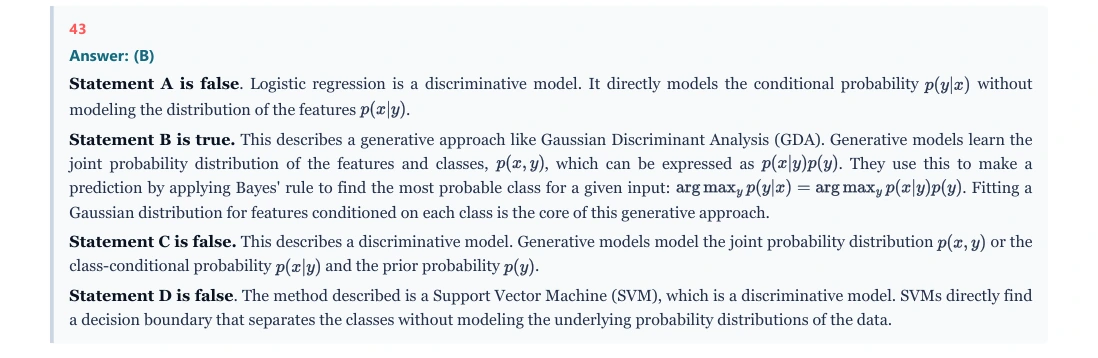 43
Answer: (B)
Statement A is false. Logistic regression is a discriminative model. It directly models the conditional probability p(y|x) without
modeling the distribution of the features p(x|y).
Statement B is true. This describes a generative approach like Gaussian Discriminant Analysis (GDA). Generative models learn the
joint probability distribution of the features and classes, p(x, y), which can be expressed as p(x|y)p(y). They use this to make a
prediction by applying Bayes' rule to find the most probable class for a given input: arg max_y p(y|x) = arg max_y p(x|y)p(y). Fitting a
Gaussian distribution for features conditioned on each class is the core of this generative approach.
Statement C is false. This describes a discriminative model. Generative models model the joint probability distribution p(x, y) or the
class-conditional probability p(x|y) and the prior probability p(y).
Statement D is false. The method described is a Support Vector Machine (SVM), which is a discriminative model. SVMs directly find
a decision boundary that separates the classes without modeling the underlying probability distributions of the data.